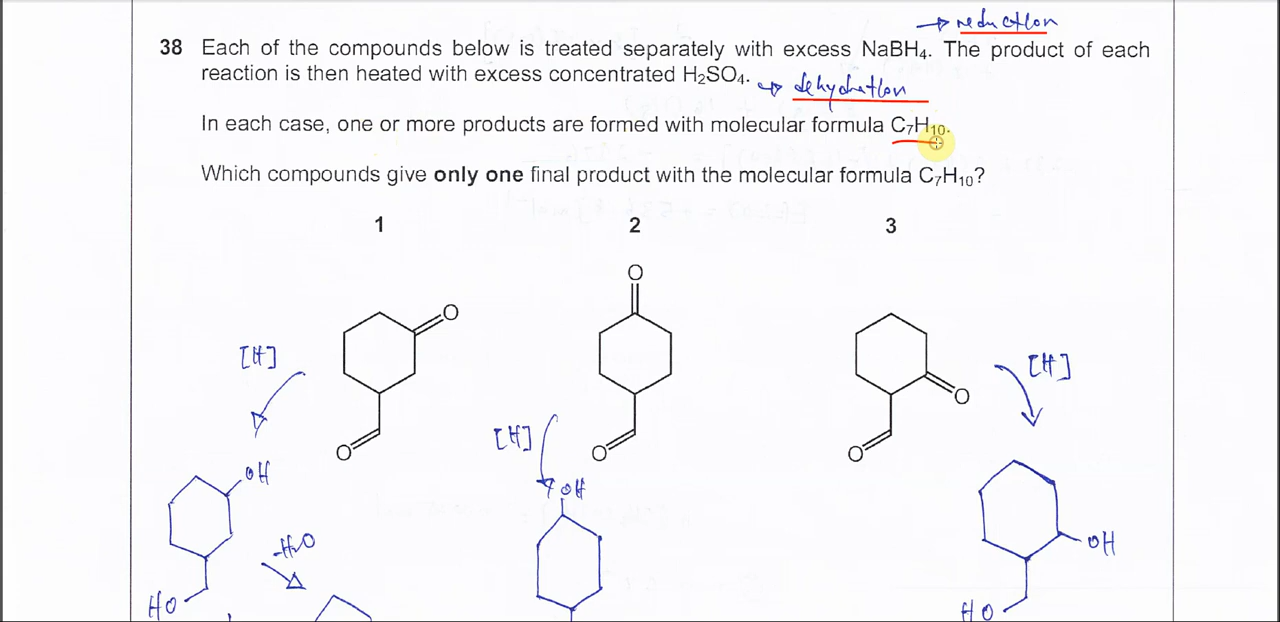 → reduction
38 Each of the compounds below is treated separately with excess NaBH₄. The product of each
reaction is then heated with excess concentrated H₂SO₄. → dehydration
In each case, one or more products are formed with molecular formula C₇H₁₀.
Which compounds give only one final product with the molecular formula C₇H₁₀?
1 2 3
O
O
[H]
[H]
O
O O O
[H]
OH
OH
-H₂O
OH
HO
HO